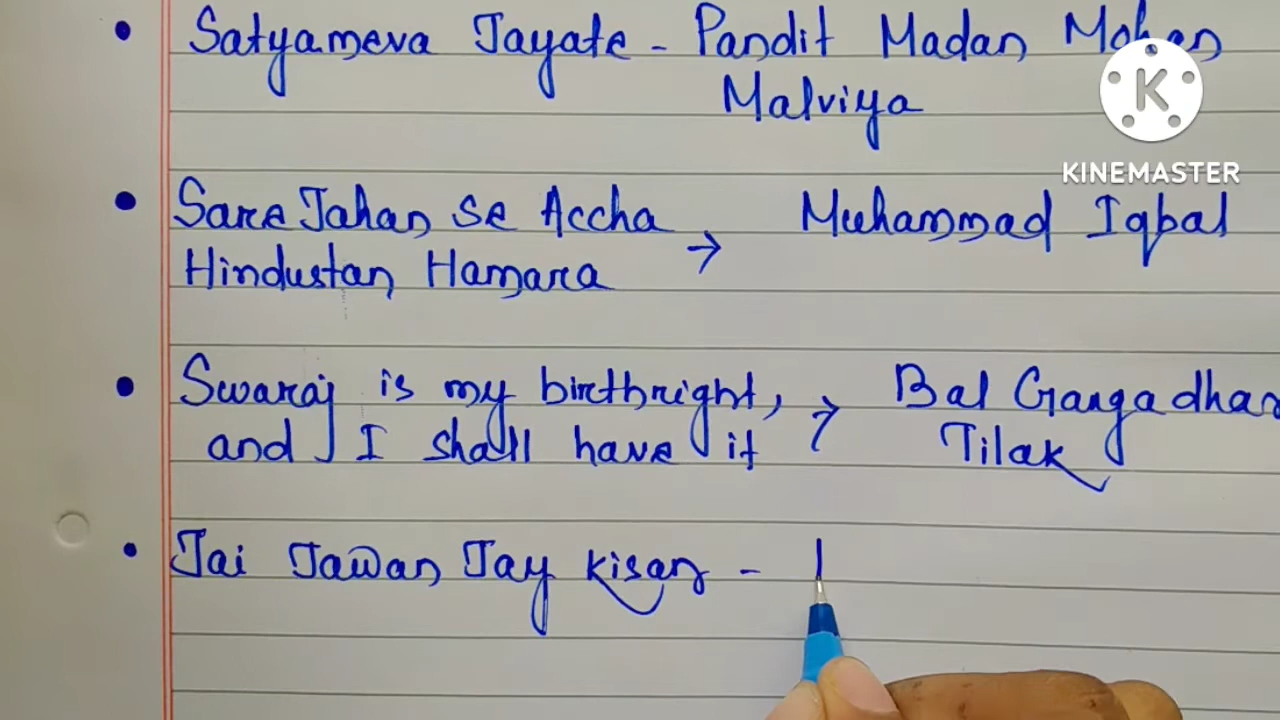 Satyameva Jayate - Pandit Madan Mohan
Malviya
K
KINEMASTER
Sare Jahan se Accha → Muhammad Iqbal
Hindustan Hamara
Swaraj is my birthright, → Bal Gangadhar
and I shall have it Tilak
Jai Jawan Jay Kisan -